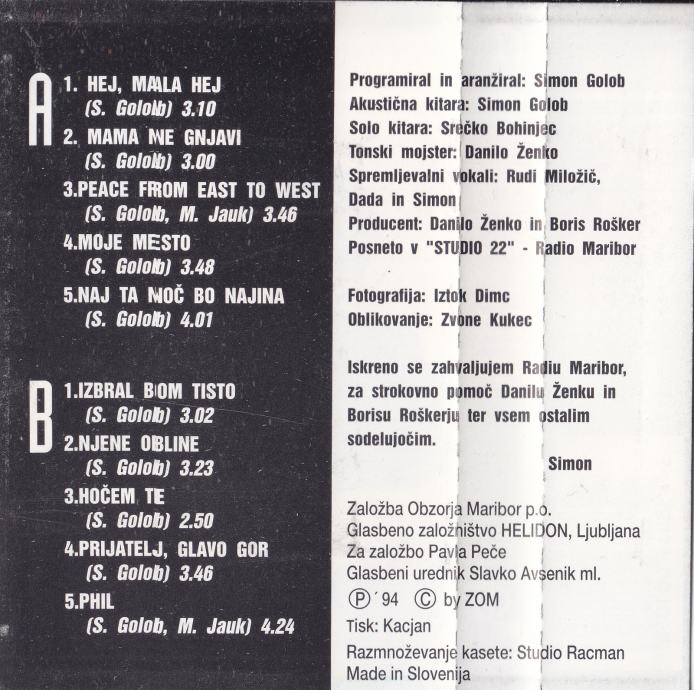 A
1. HEJ, MALA HEJ
(S. Golob) 3.10
2. MAMA NE GNJAVI
(S. Golob) 3.00
3.PEACE FROM EAST TO WEST
(S. Golob, M. Jauk) 3.46
4.MOJE MESTO
(S. Golob) 3.48
5.NAJ TA NOČ BO NAJINA
(S. Golob) 4.01
B
1.IZBRAL BOM TISTO
(S. Golob) 3.02
2.NJENE OBLINE
(S. Golob) 3.23
3.HOČEM TE
(S. Golob) 2.50
4.PRIJATELJ, GLAVO GOR
(S. Golob) 3.46
5.PHIL
(S. Golob, M. Jauk) 4.24
Programiral in aranžiral: Simon Golob
Akustična kitara: Simon Golob
Solo kitara: Srečko Bohinjec
Tonski mojster: Danilo Ženko
Spremljevalni vokali: Rudi Miložič,
Dada in Simon
Producent: Danilo Ženko in Boris Rošker
Posneto v "STUDIO 22" - Radio Maribor
Fotografija: Iztok Dimc
Oblikovanje: Zvone Kukec
Iskreno se zahvaljujem Radiu Maribor,
za strokovno pomoč Danilu Ženku in
Borisu Roškerju ter vsem ostalim
sodelujočim.
Simon
Založba Obzorja Maribor p.o.
Glasbeno založništvo HELIDON, Ljubljana
Za založbo Pavla Peče
Glasbeni urednik Slavko Avsenik ml.
Ⓟ ´94 Ⓒ by ZOM
Tisk: Kacjan
Razmnoževanje kasete: Studio Racman
Made in Slovenija